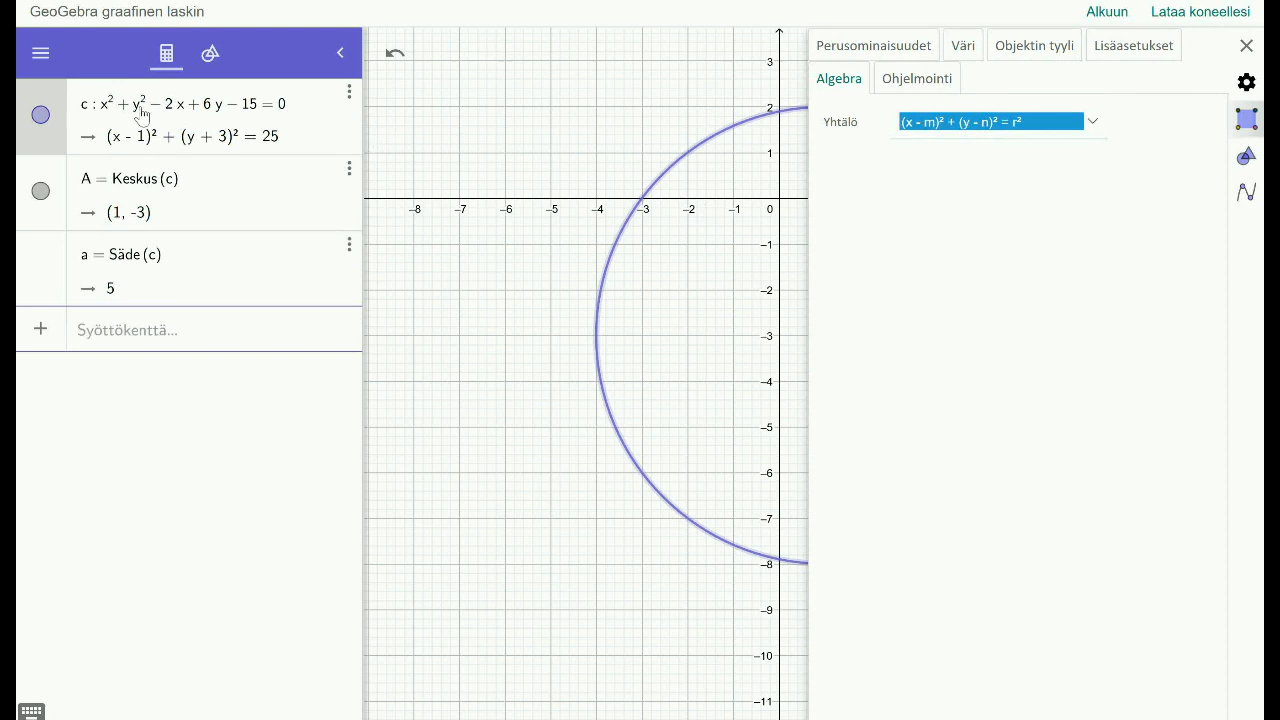 GeoGebra graafinen laskin
Alkuun
Lataa koneellesi
c : x² + y² − 2 x + 6 y − 15 = 0
→ (x - 1)² + (y + 3)² = 25
A = Keskus (c)
→ (1, -3)
a = Säde (c)
→ 5
+ Syöttökenttä...
3
2
1
–8 –7 –6 –5 –4 –3 –2 –1 0
–1
–2
–3
–4
–5
–6
–7
–8
–9
–10
–11
Perusominaisuudet Väri Objektin tyyli Lisäasetukset
Algebra Ohjelmointi
Yhtälö (x - m)² + (y - n)² = r²